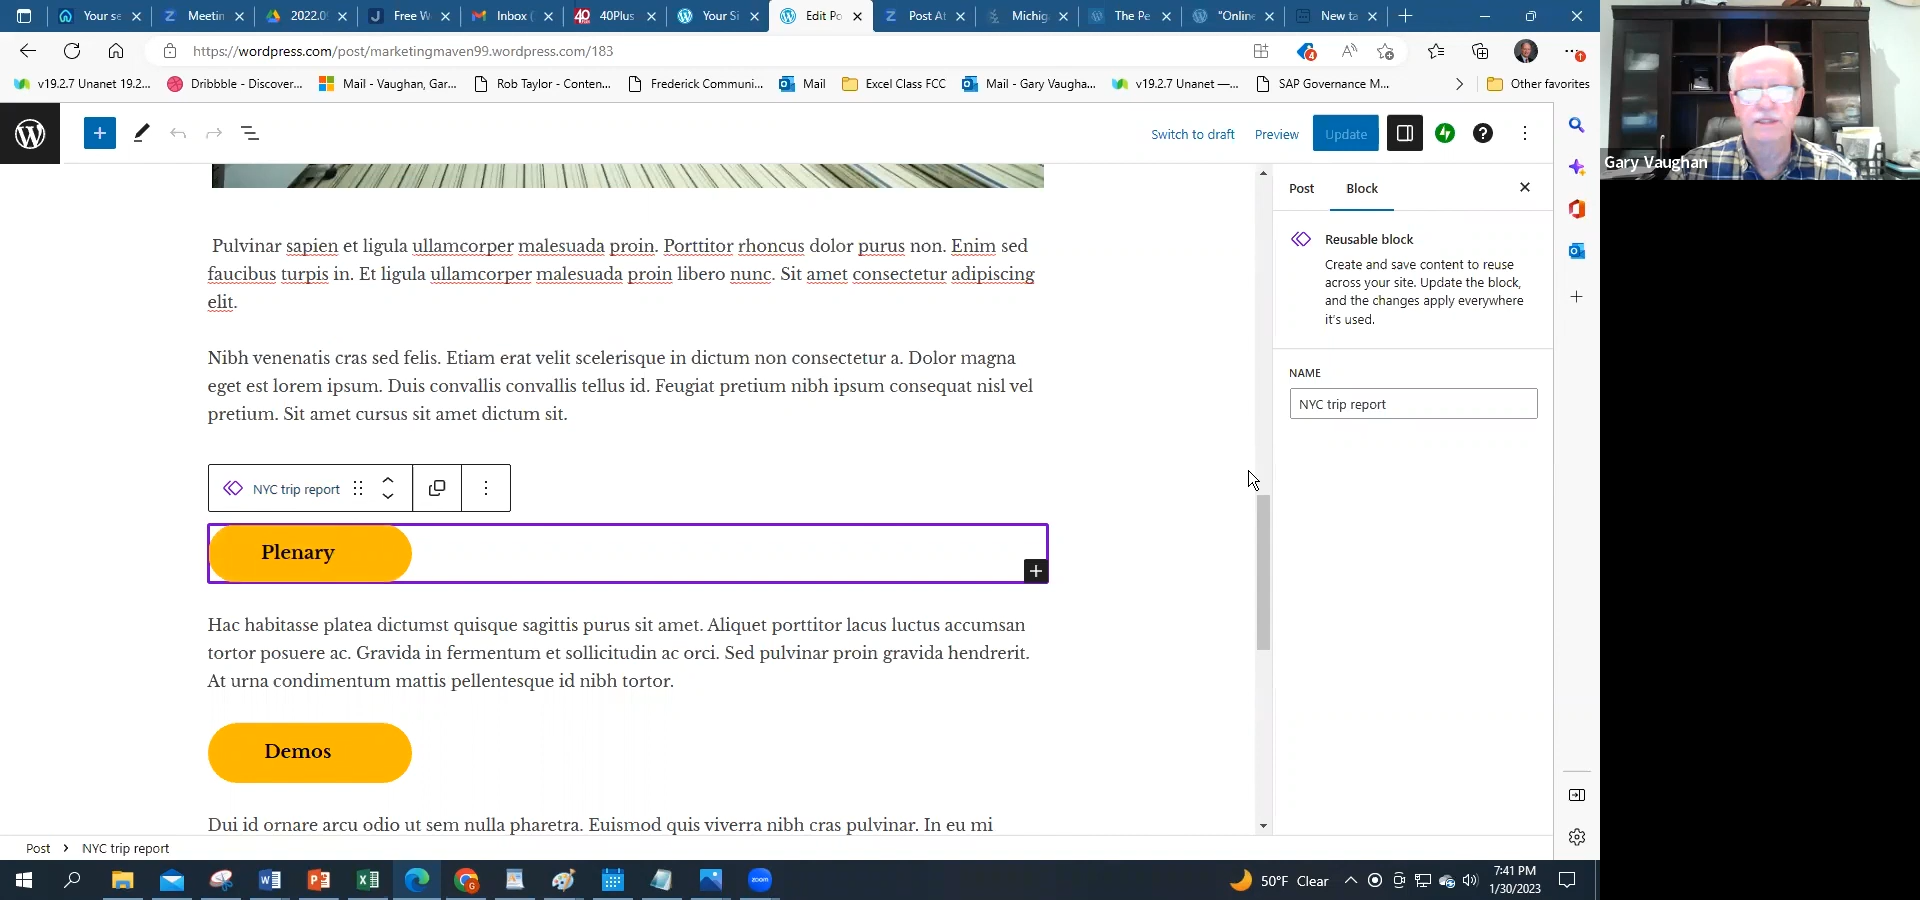 Your se
Meetin
2022.0
Free W
Inbox (
40Plus
Your Si
Edit Po
Post At
Michig
The Pe
"Online
New ta
https://wordpress.com/post/marketingmaven99.wordpress.com/183
4
1
v19.2.7 Unanet 19.2...
Dribbble - Discover...
Mail - Vaughan, Gar...
Rob Taylor - Conten...
Frederick Communi...
Mail
Excel Class FCC
Mail - Gary Vaugha...
v19.2.7 Unanet —...
SAP Governance M...
Other favorites
Switch to draft
Preview
Update
Gary Vaughan
Post
Block
Reusable block
Create and save content to reuse
across your site. Update the block,
and the changes apply everywhere
it's used.
NAME
NYC trip report
Pulvinar sapien et ligula ullamcorper malesuada proin. Porttitor rhoncus dolor purus non. Enim sed
faucibus turpis in. Et ligula ullamcorper malesuada proin libero nunc. Sit amet consectetur adipiscing
elit.
Nibh venenatis cras sed felis. Etiam erat velit scelerisque in dictum non consectetur a. Dolor magna
eget est lorem ipsum. Duis convallis convallis tellus id. Feugiat pretium nibh ipsum consequat nisl vel
pretium. Sit amet cursus sit amet dictum sit.
NYC trip report
Plenary
Hac habitasse platea dictumst quisque sagittis purus sit amet. Aliquet porttitor lacus luctus accumsan
tortor posuere ac. Gravida in fermentum et sollicitudin ac orci. Sed pulvinar proin gravida hendrerit.
At urna condimentum mattis pellentesque id nibh tortor.
Demos
Dui id ornare arcu odio ut sem nulla pharetra. Euismod quis viverra nibh cras pulvinar. In eu mi
Post
NYC trip report
zoom
50°F Clear
7:41 PM
1/30/2023